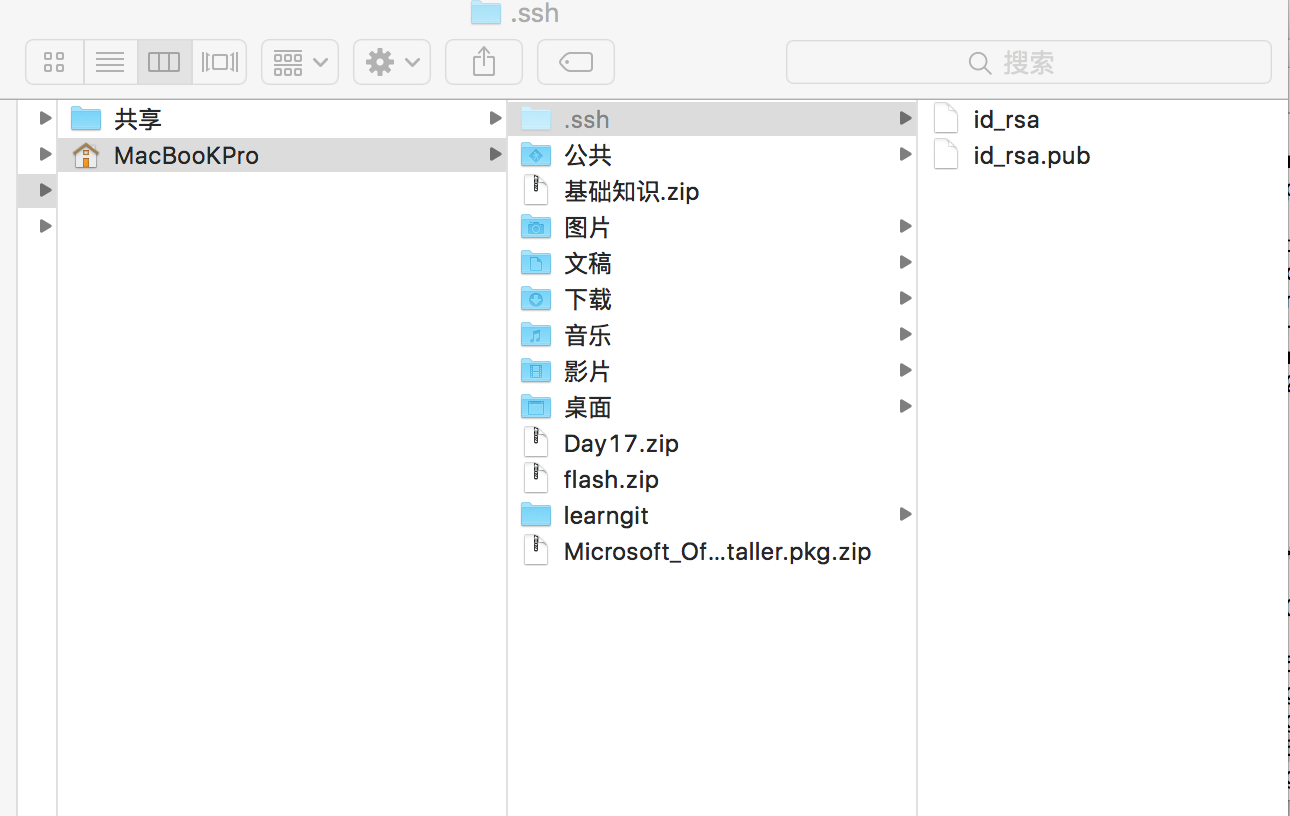 .ssh
搜索
共享
MacBooKPro
.ssh
公共
基础知识.zip
图片
文稿
下载
音乐
影片
桌面
Day17.zip
flash.zip
learngit
Microsoft_Of...taller.pkg.zip
id_rsa
id_rsa.pub